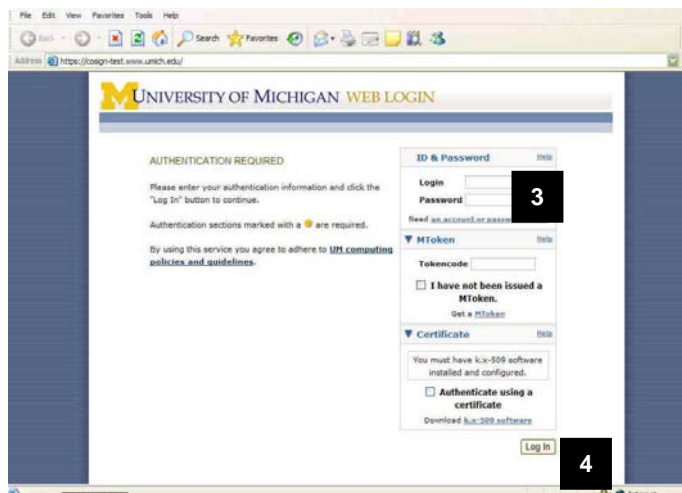 File Edit View Favorites Tools Help
Search Favorites
Address https://cosign-test.www.umich.edu/
UNIVERSITY OF MICHIGAN WEB LOGIN
AUTHENTICATION REQUIRED
Please enter your authentication information and click the
"Log In" button to continue.
Authentication sections marked with a are required.
By using this service you agree to adhere to UM computing
policies and guidelines.
ID & Password Help
Login
Password
3
Need an account or
MToken Help
Tokencode
I have not been issued a
MToken.
Get a MToken
Certificate Help
You must have k.x-509 software
installed and configured.
Authenticate using a
certificate
Download k.x-509 software
Log In
4